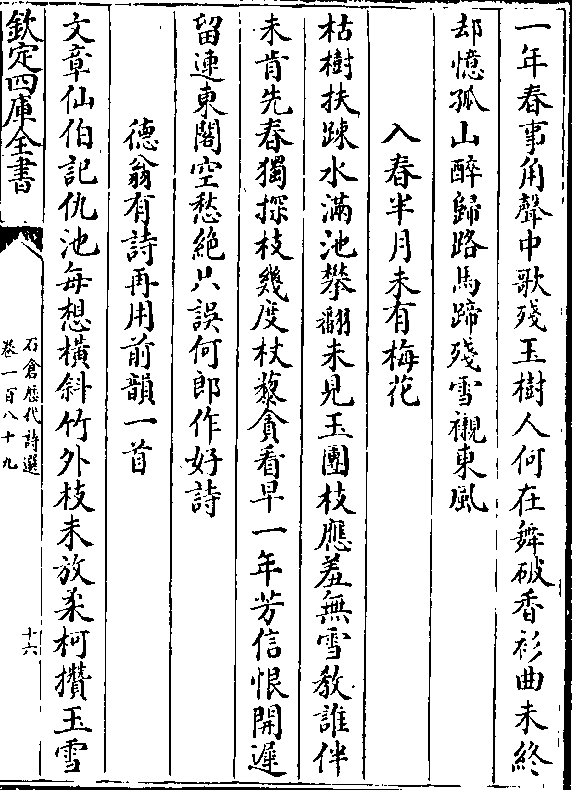 一年春事角聲中歌殘玉樹人何在舞破香衫曲未終
却憶孤山醉歸路馬蹄殘雪襯東風
入春半月未有梅花
枯樹扶踈水滿池攀翻未見玉團枝應羞無雪教誰伴
未肯先春獨探枝幾度杖藜貪看早一年芳信恨開遲
留連東閣空愁絶只誤何郎作好詩
德翁有詩再用前韻一首
文章仙伯記仇池每想橫斜竹外枝未放柔柯攢玉雪
欽定四庫全書
石倉歷代詩選
卷一百八十九
十六